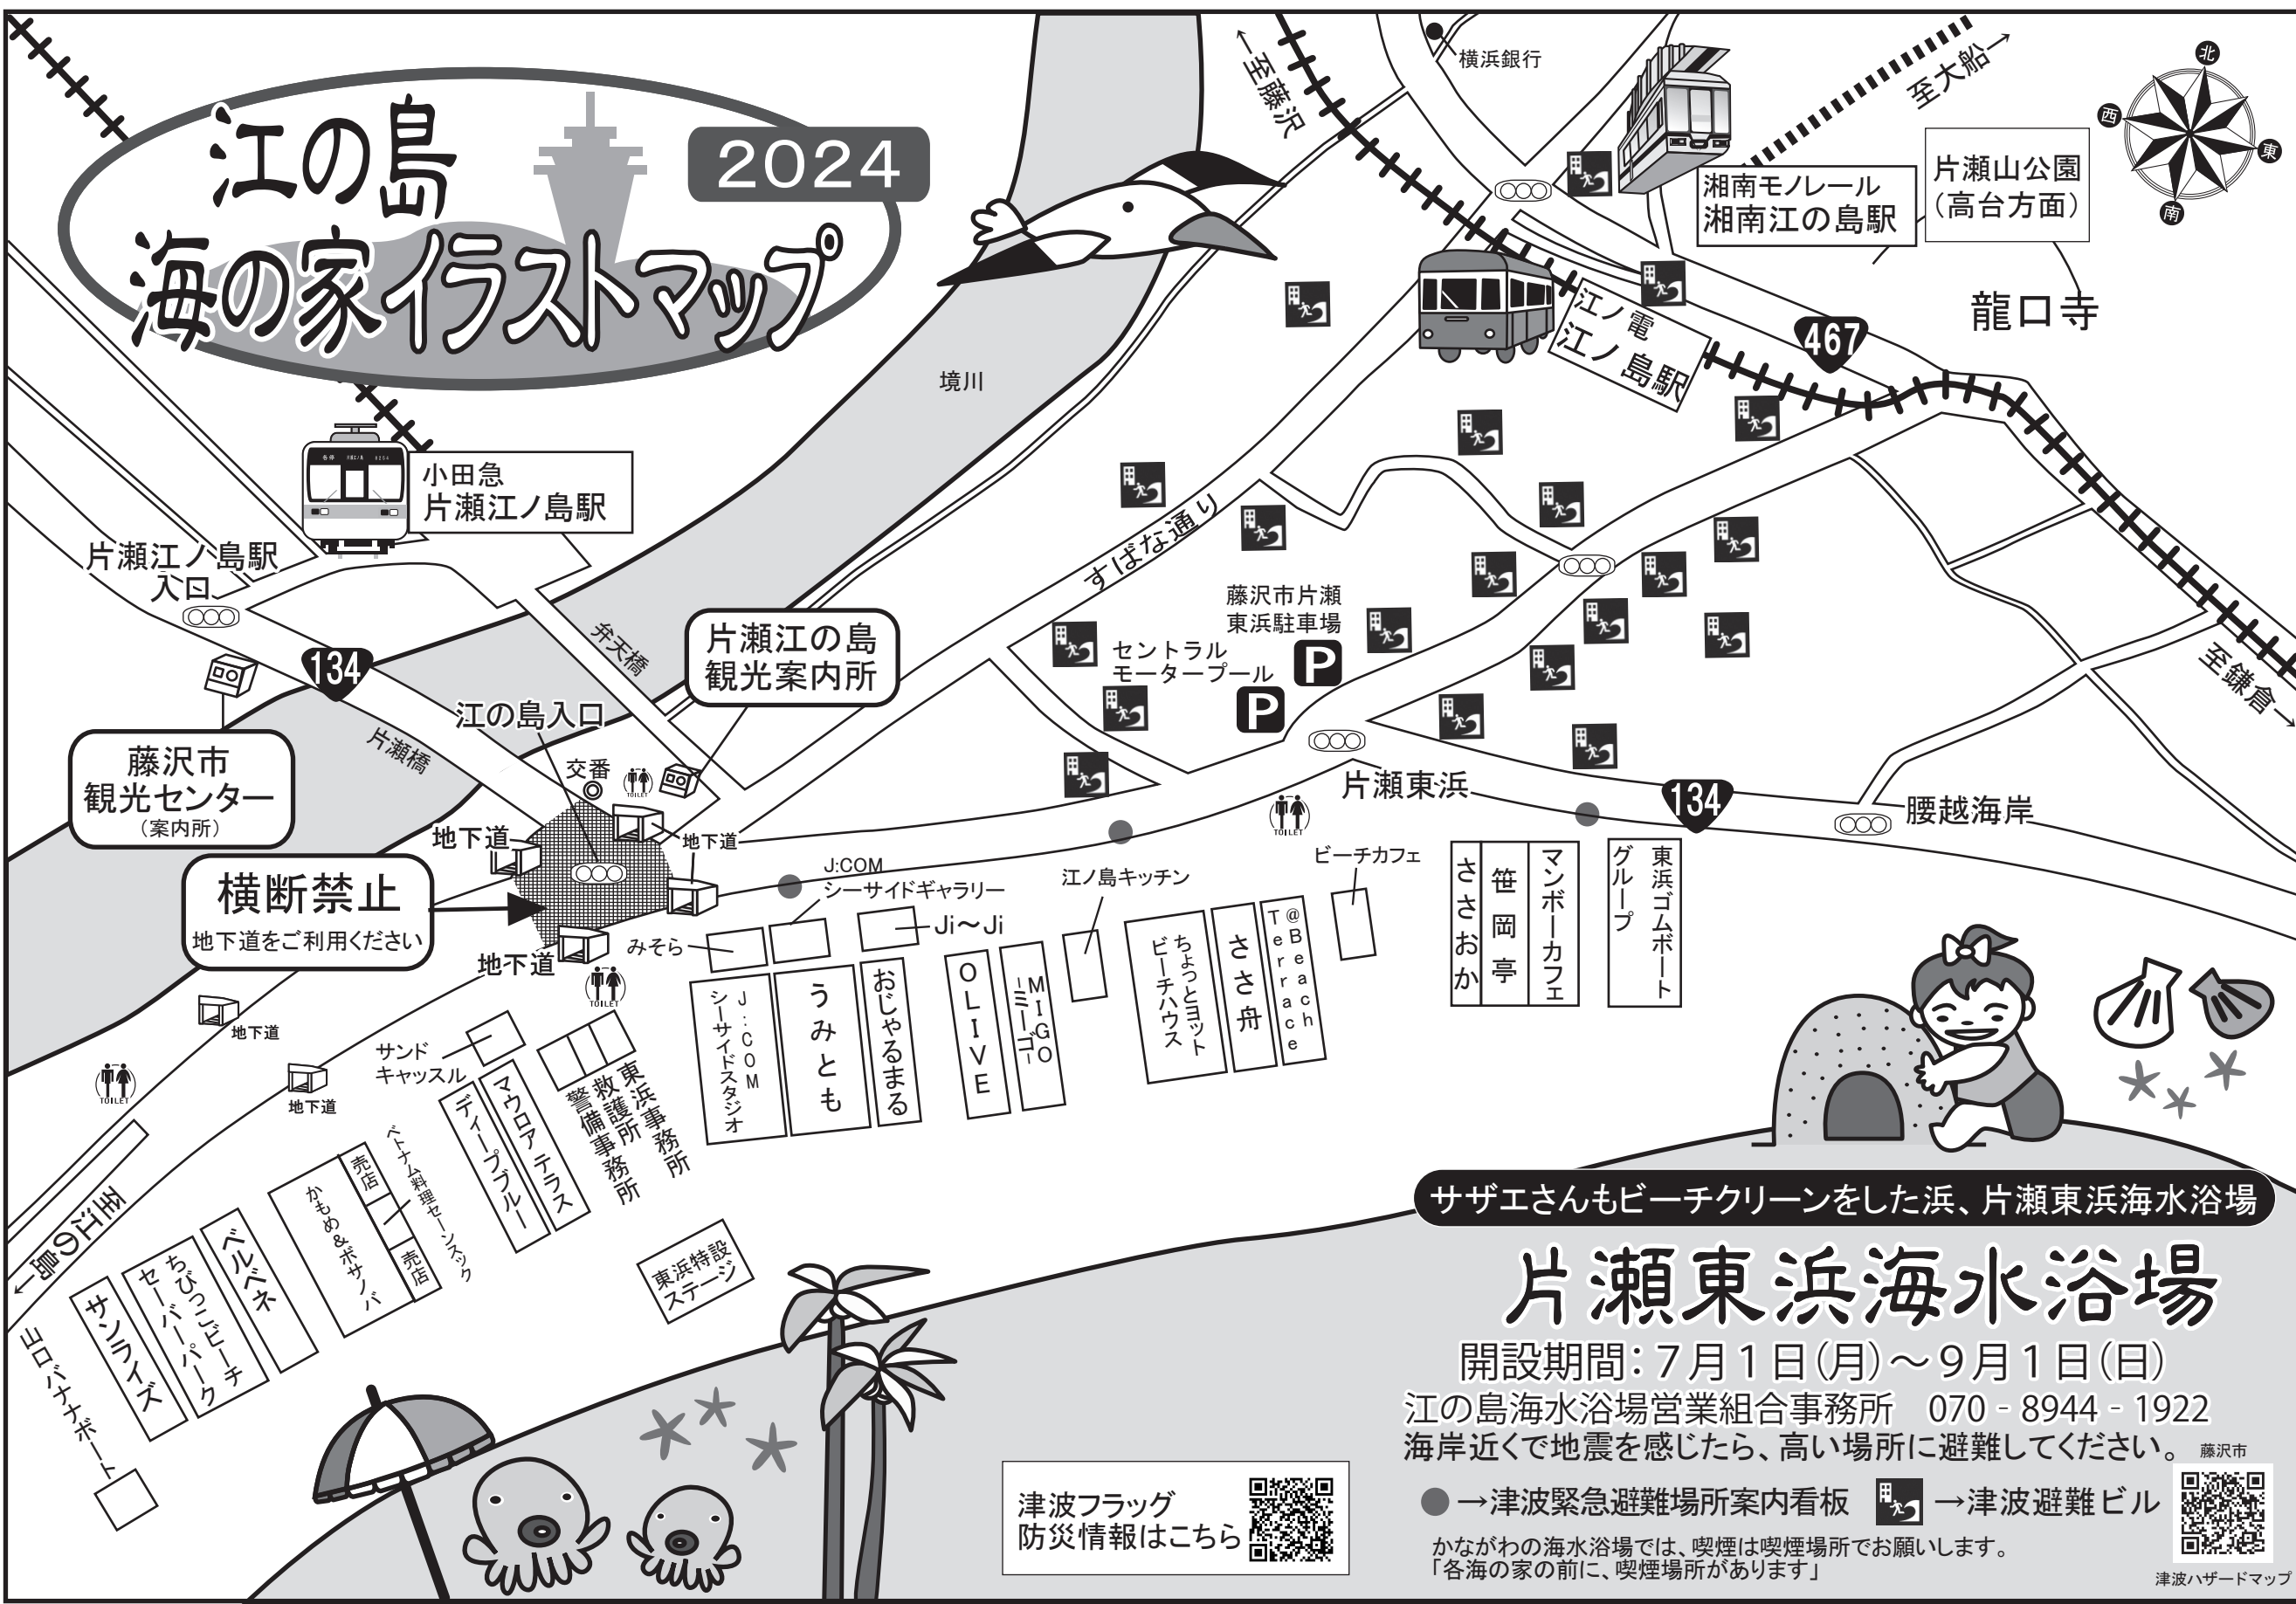 江の島
海の家イラストマップ
2024
←至藤沢
横浜銀行
至大船→
北
東
南
西
湘南モノレール
湘南江の島駅
片瀬山公園
（高台方面）
龍口寺
467
江ノ電
江ノ島駅
境川
小田急
片瀬江ノ島駅
片瀬江ノ島駅
入口
134
弁天橋
片瀬橋
すばな通り
片瀬江の島
観光案内所
江の島入口
交番
TOILET
藤沢市
観光センター
（案内所）
横断禁止
地下道をご利用ください
地下道
地下道
地下道
TOILET
地下道
地下道
TOILET
藤沢市片瀬
東浜駐車場
P
セントラル
モータープール
P
片瀬東浜
TOILET
134
腰越海岸
至鎌倉→
J:COM
シーサイドギャラリー
みそら
Ji〜Ji
江ノ島キッチン
ビーチカフェ
J:COM
シーサイドスタジオ
うみとも
おじゃるまる
OLIVE
MIGO
－ミーゴ－
ちょっとヨット
ビーチハウス
ささ舟
@Beach
Terrace
ささおか
笹岡亭
マンボーカフェ
東浜ゴムボート
グループ
サンド
キャッスル
東浜事務所
救護所
警備事務所
マウロア テラス
ディープブルー
ベトナム料理セーンスック
売店
売店
かもめ＆ボサノバ
ベルベネ
ちびっこビーチ
セーバーパーク
サンライズ
山口バナナボート
至江の島→
東浜特設
ステージ
サザエさんもビーチクリーンをした浜、片瀬東浜海水浴場
片瀬東浜海水浴場
開設期間：7月1日（月）〜9月1日（日）
江の島海水浴場営業組合事務所　070‐8944‐1922
海岸近くで地震を感じたら、高い場所に避難してください。
●→津波緊急避難場所案内看板
→津波避難ビル
かながわの海水浴場では、喫煙は喫煙場所でお願いします。
「各海の家の前に、喫煙場所があります」
藤沢市
津波ハザードマップ
津波フラッグ
防災情報はこちら